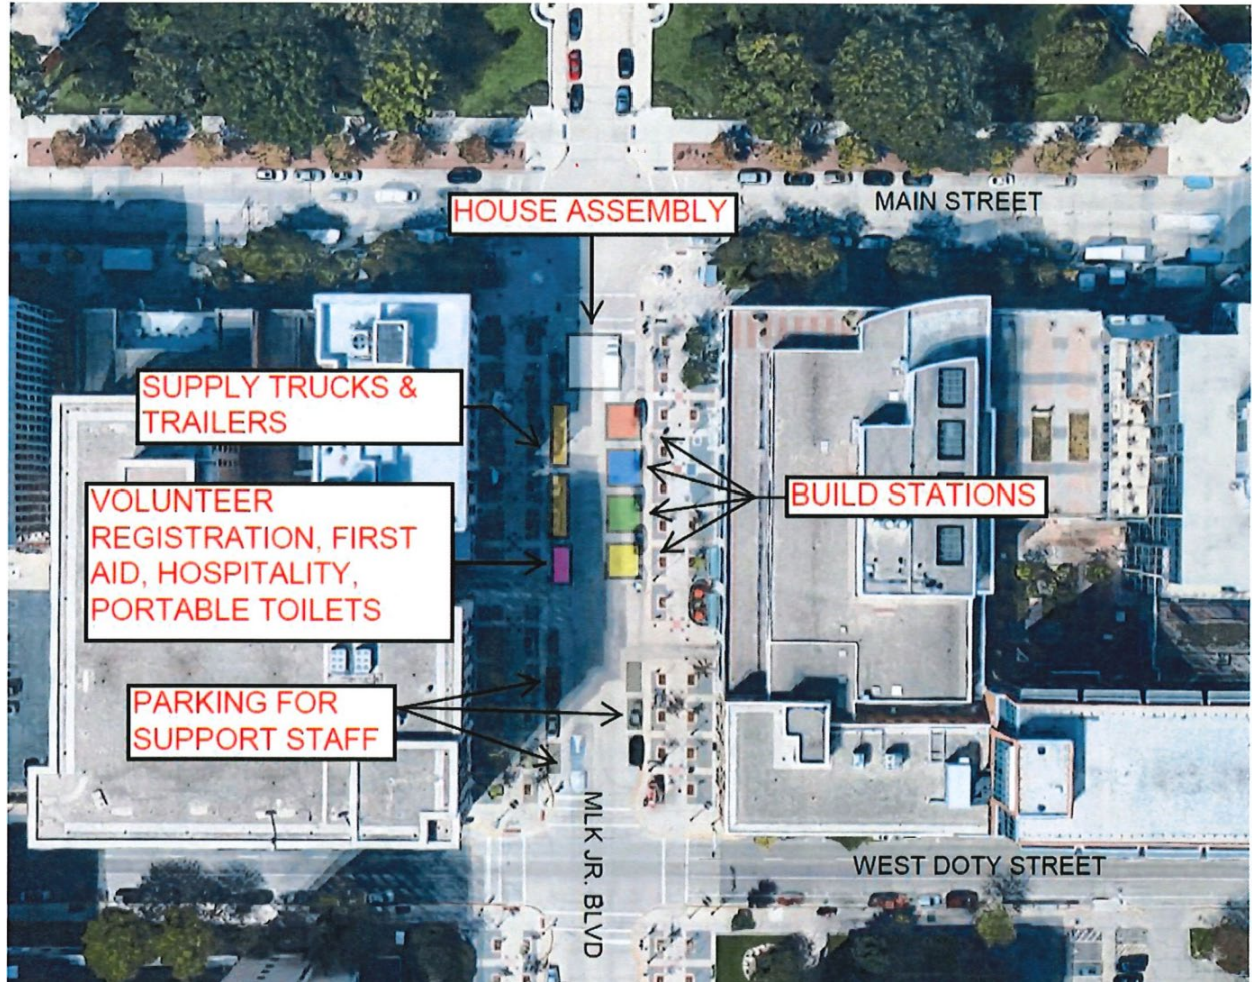 MAIN STREET
HOUSE ASSEMBLY
SUPPLY TRUCKS &
TRAILERS
VOLUNTEER
REGISTRATION, FIRST
AID, HOSPITALITY,
PORTABLE TOILETS
BUILD STATIONS
PARKING FOR
SUPPORT STAFF
MLK JR. BLVD
WEST DOTY STREET